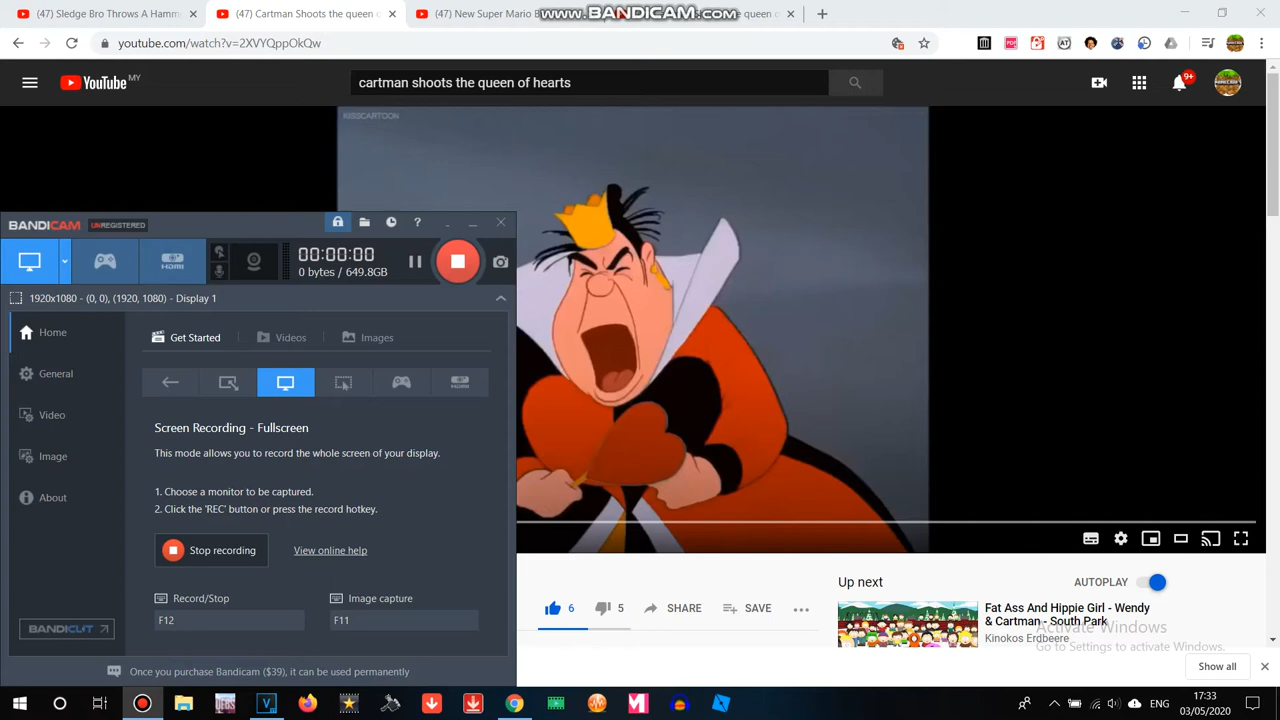 (47) Sledge Bro Throws A Hamm
(47) Cartman Shoots the queen o
(47) New Super Mario B
e queen o
WWW.BANDICAM.COM
youtube.com/watch?v=2XVYQppOkQw
YouTube MY
cartman shoots the queen of hearts
9+
KISSCARTOON
BANDICAM UNREGISTERED
00:00:00
0 bytes / 649.8GB
HDMI
1920x1080 - (0, 0), (1920, 1080) - Display 1
Home
General
Video
Image
About
Get Started
Videos
Images
Screen Recording - Fullscreen
This mode allows you to record the whole screen of your display.
1. Choose a monitor to be captured.
2. Click the 'REC' button or press the record hotkey.
Stop recording
View online help
Record/Stop
Image capture
F12
F11
BANDICUT
Once you purchase Bandicam ($39), it can be used permanently
6
5
SHARE
SAVE
Up next
AUTOPLAY
Fat Ass And Hippie Girl - Wendy
& Cartman - South Park
Kinokos Erdbeere
Activate Windows
Go to Settings to activate Windows.
Show all
ENG
17:33
03/05/2020